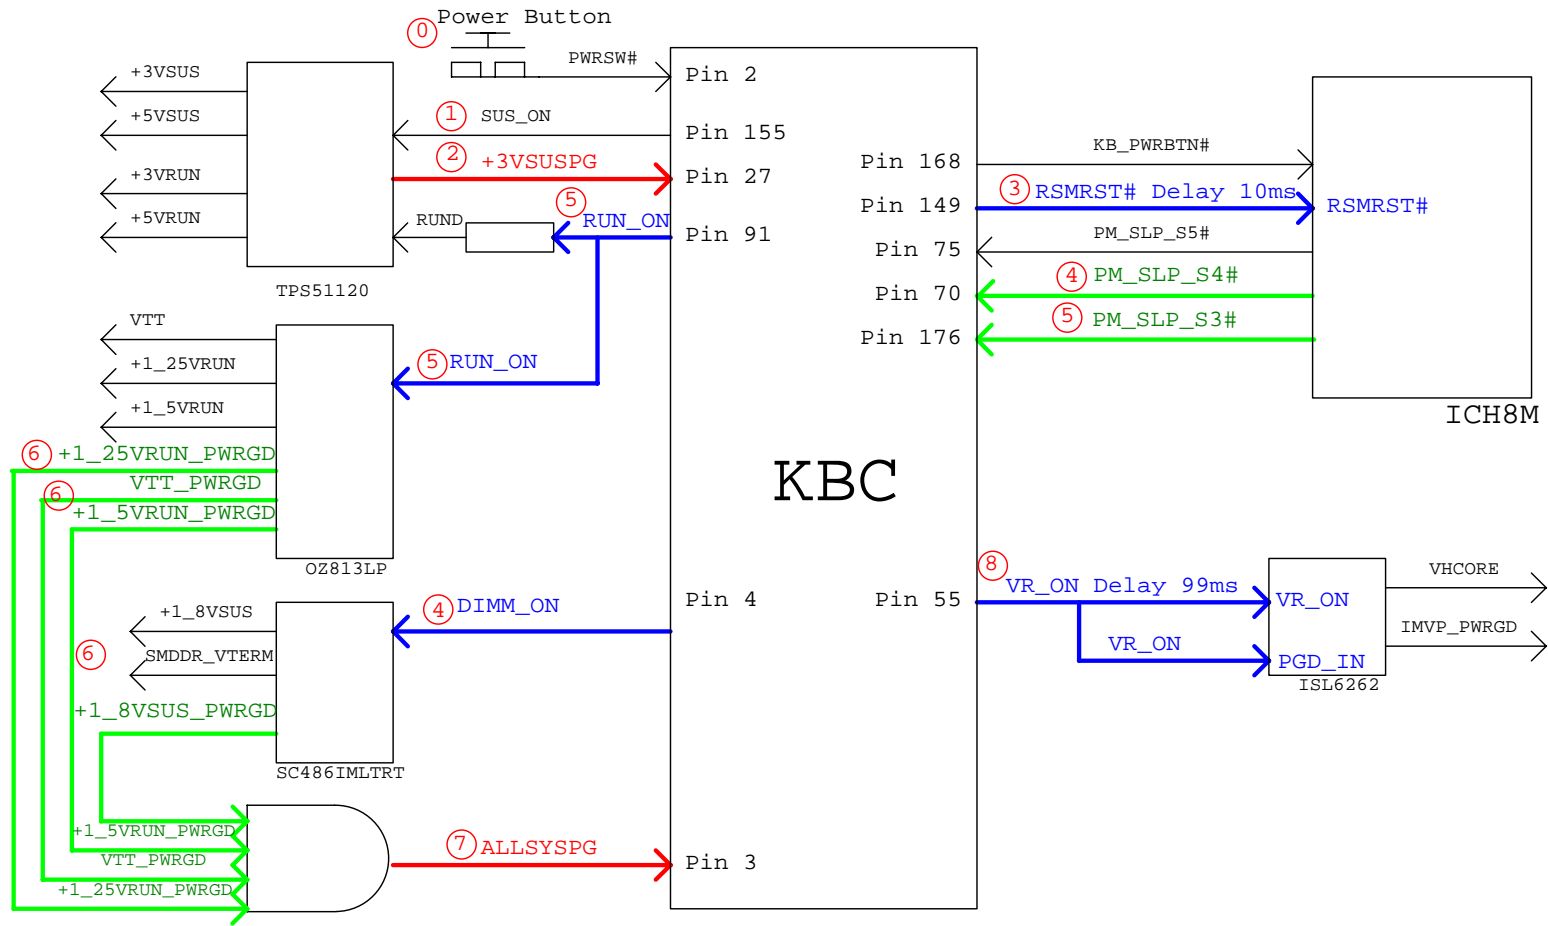 Power Button
0
PWRSW#
Pin 2
+3VSUS
+5VSUS
+3VRUN
+5VRUN
1
SUS_ON
Pin 155
2
+3VSUSPG
Pin 27
5
RUND
RUN_ON
Pin 91
TPS51120
Pin 168
KB_PWRBTN#
Pin 149
3
RSMRST# Delay 10ms
RSMRST#
Pin 75
PM_SLP_S5#
Pin 70
4
PM_SLP_S4#
Pin 176
5
PM_SLP_S3#
ICH8M
VTT
+1_25VRUN
+1_5VRUN
5
RUN_ON
6
+1_25VRUN_PWRGD
VTT_PWRGD
6
+1_5VRUN_PWRGD
OZ813LP
KBC
+1_8VSUS
4
DIMM_ON
Pin 4
6
SMDDR_VTERM
+1_8VSUS_PWRGD
SC486IMLTRT
Pin 55
8
VR_ON Delay 99ms
VR_ON
VR_ON
PGD_IN
ISL6262
VHCORE
IMVP_PWRGD
+1_5VRUN_PWRGD
VTT_PWRGD
+1_25VRUN_PWRGD
7
ALLSYSPG
Pin 3